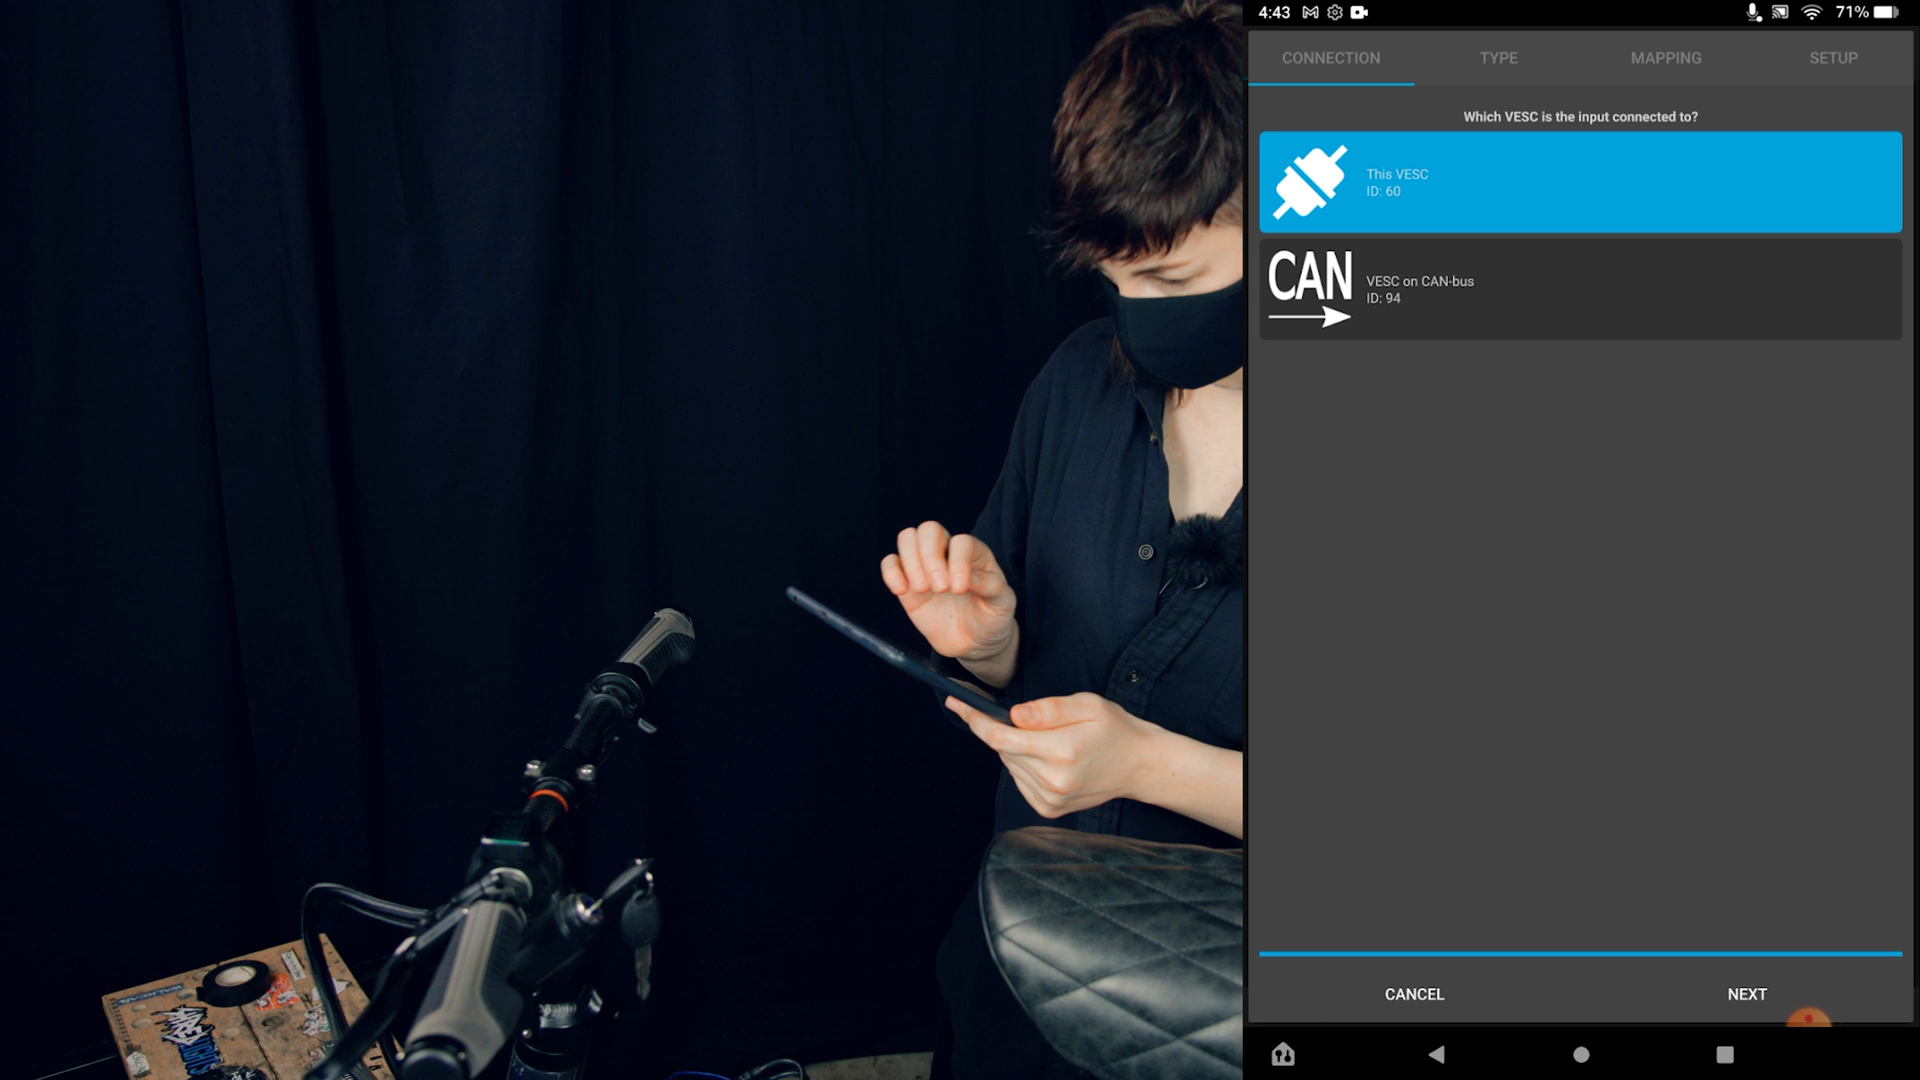 4:43
71%
CONNECTION TYPE MAPPING SETUP
Which VESC is the input connected to?
This VESC
ID: 60
CAN
VESC on CAN-bus
ID: 94
CANCEL NEXT